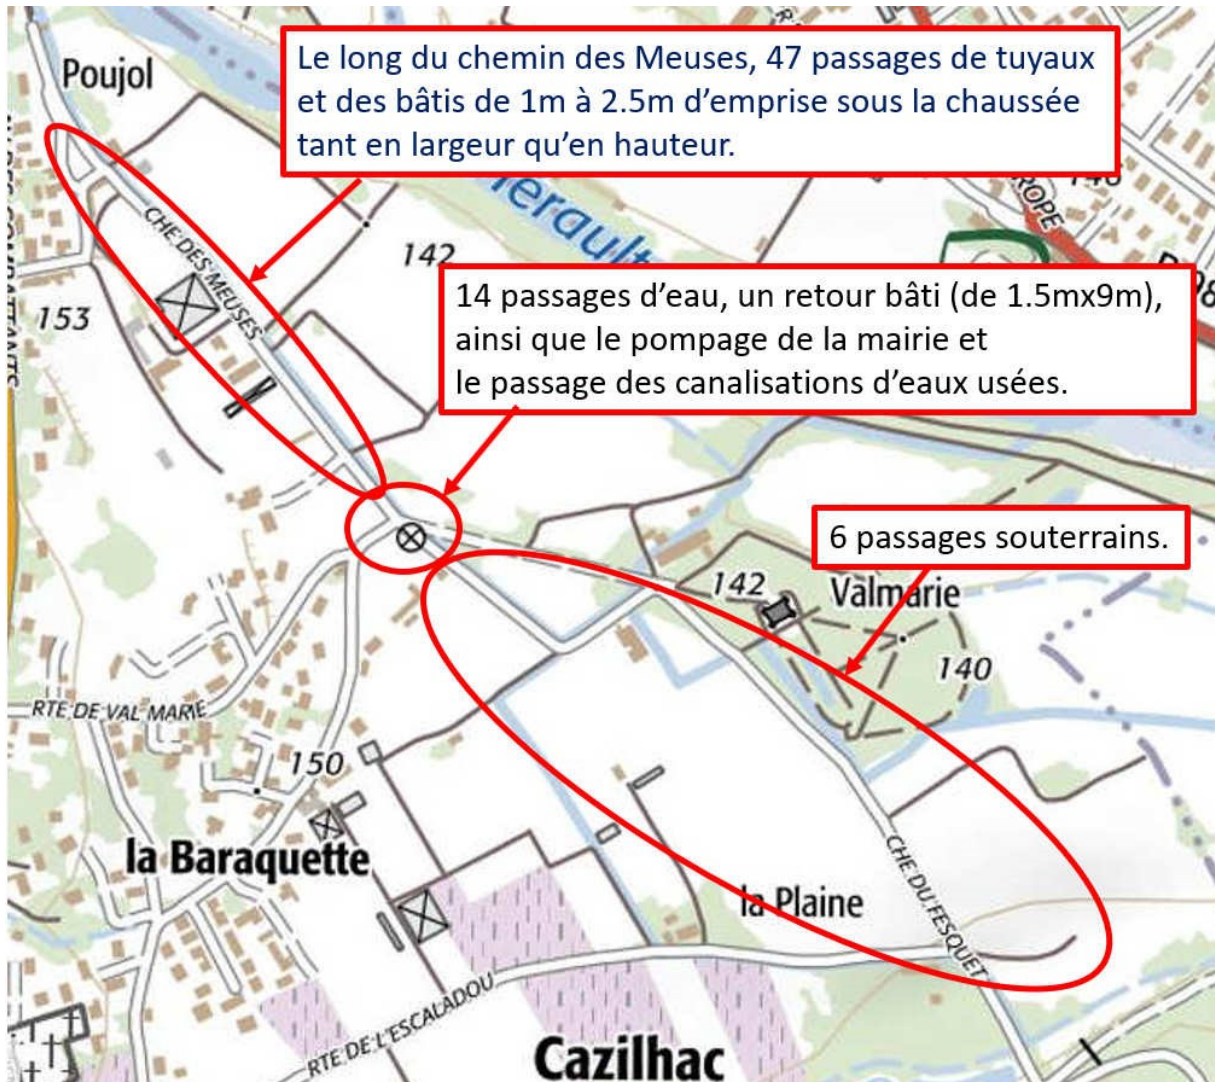 Poujol
Le long du chemin des Meuses, 47 passages de tuyaux
et des bâtis de 1m à 2.5m d’emprise sous la chaussée
tant en largeur qu’en hauteur.
146
ROPE
Herault
CHE DES MEUSES
142
153
14 passages d’eau, un retour bâti (de 1.5mx9m),
ainsi que le pompage de la mairie et
le passage des canalisations d’eaux usées.
6 passages souterrains.
142
Valmarie
140
RTE DE VAL MARIE
150
la Baraquette
CHE DU FESQUET
la Plaine
RTE DE L'ESCALADOU
Cazilhac